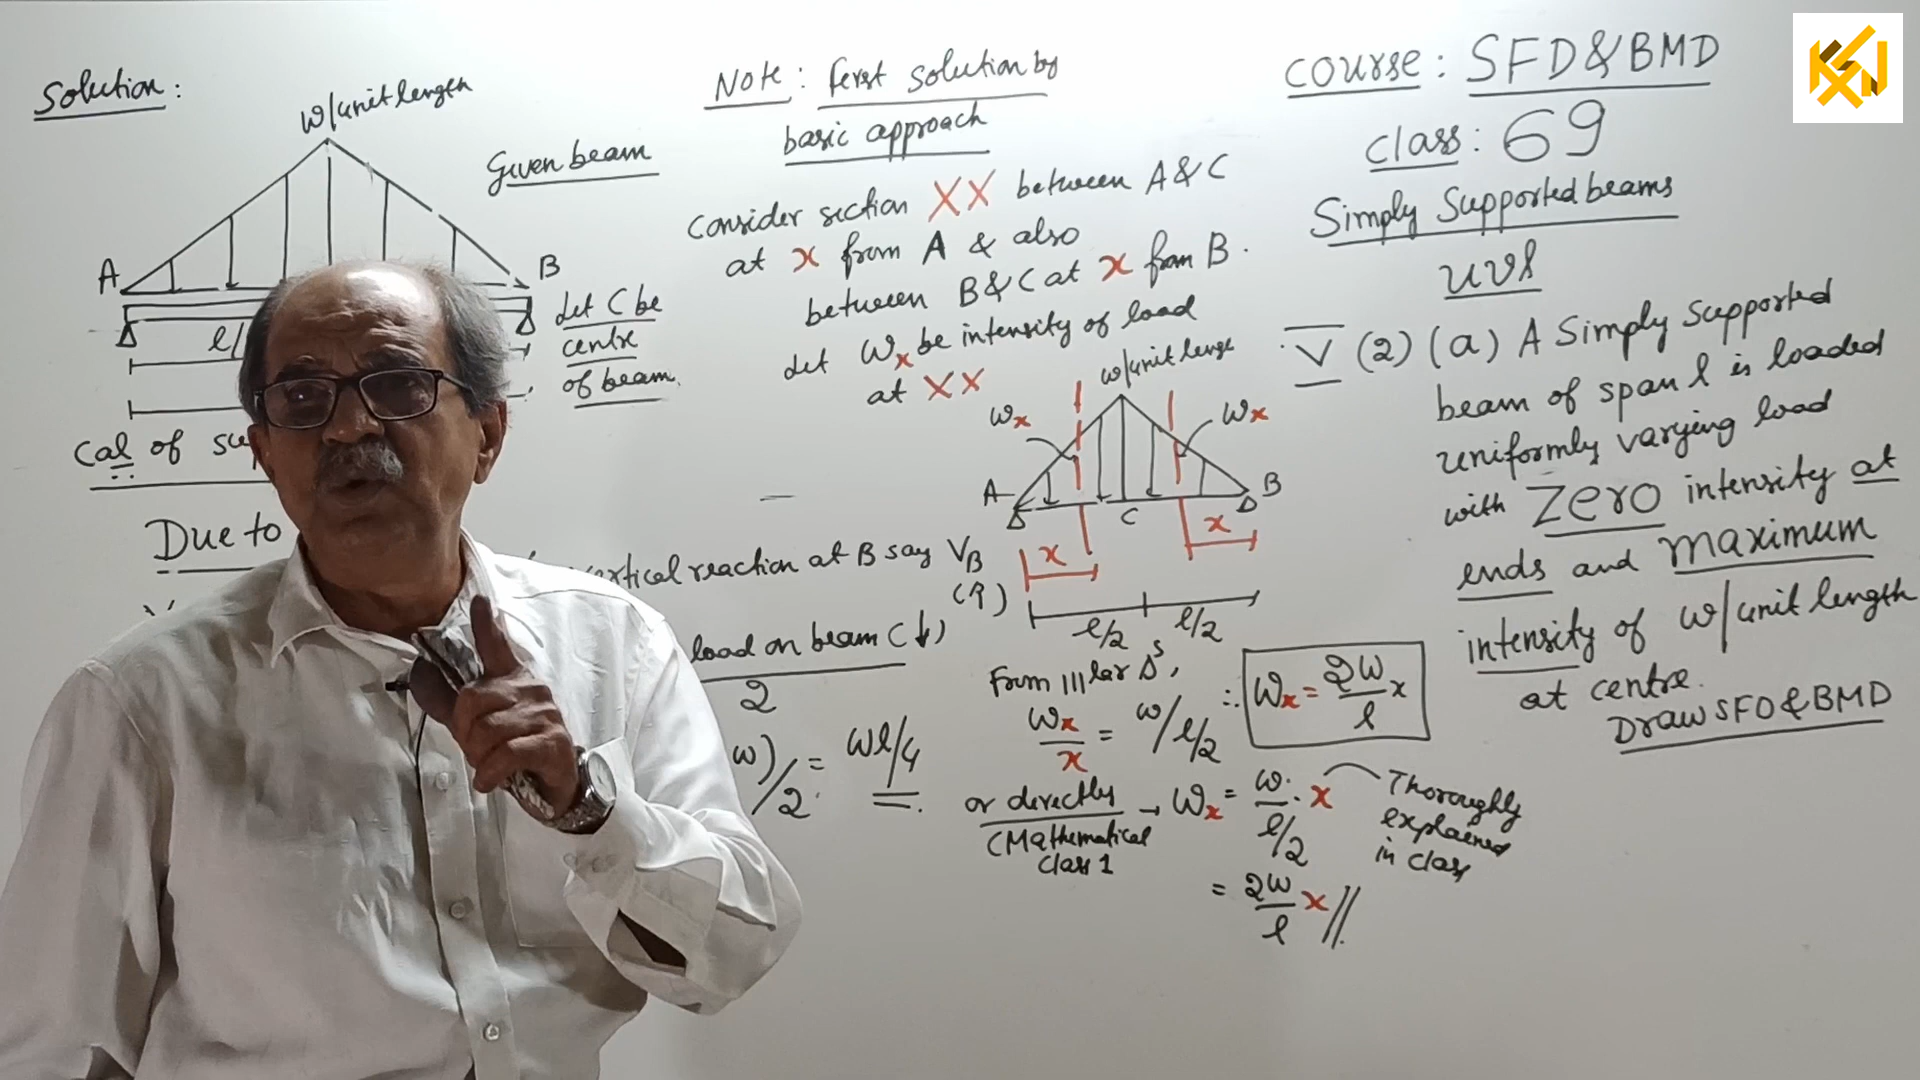 Solution:
w/unit length
Given beam
A
B
let C be
centre
of beam.
l/
Cal of su
Due to
vertical reaction at B say VB
load on beam (↓)
2
w)/2 = wl/4
Note: First solution by
basic approach
Consider section XX between A & C
at x from A & also
between B & C at x from B.
let wx be intensity of load
at XX
w/unit lengt
wx
wx
A
C
B
x
x
l/2
l/2
From |||lar Δs,
wx/x = w/l/2
∴ wx = 2w/l x
or directly → wx = w/l/2 . x
(Mathematical
class 1
Thoroughly
explained
in class
= 2w/l x //
Course: SFD & BMD
class: 69
Simply supported beams
uvl
V (2) (a) A Simply supported
beam of span l is loaded
uniformly varying load
with zero intensity at
ends and maximum
intensity of w/unit length
at centre.
Draw SFD & BMD